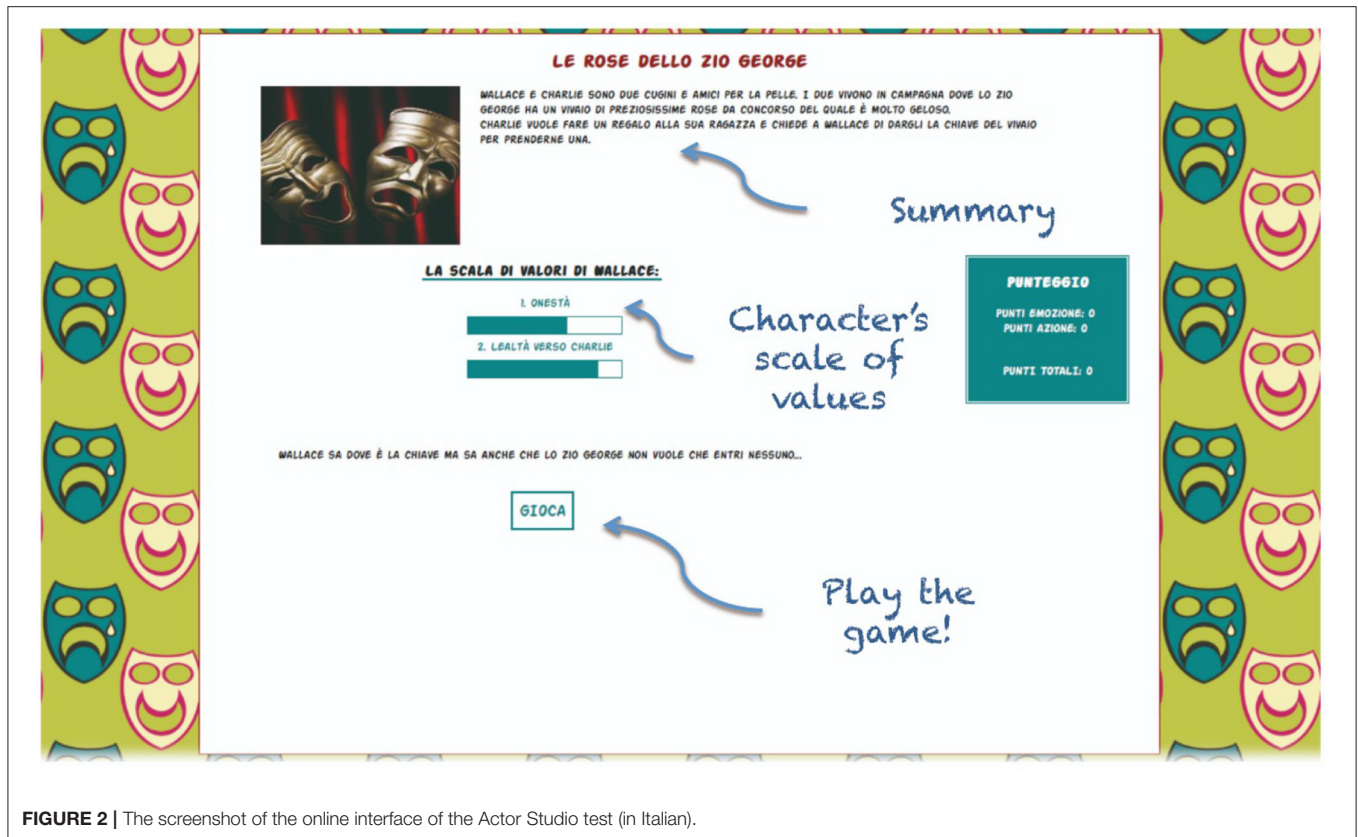 LE ROSE DELLO ZIO GEORGE
WALLACE E CHARLIE SONO DUE CUGINI E AMICI PER LA PELLE. I DUE VIVONO IN CAMPAGNA DOVE LO ZIO
GEORGE HA UN VIVAIO DI PREZIOSISSIME ROSE DA CONCORSO DEL QUALE È MOLTO GELOSO.
CHARLIE VUOLE FARE UN REGALO ALLA SUA RAGAZZA E CHIEDE A WALLACE DI DARGLI LA CHIAVE DEL VIVAIO
PER PRENDERNE UNA.
Summary
LA SCALA DI VALORI DI WALLACE:
1. ONESTÀ
2. LEALTÀ VERSO CHARLIE
Character's
scale of
values
PUNTEGGIO
PUNTI EMOZIONE: 0
PUNTI AZIONE: 0
PUNTI TOTALI: 0
WALLACE SA DOVE È LA CHIAVE MA SA ANCHE CHE LO ZIO GEORGE NON VUOLE CHE ENTRI NESSUNO...
GIOCA
Play the
game!
FIGURE 2 | The screenshot of the online interface of the Actor Studio test (in Italian).